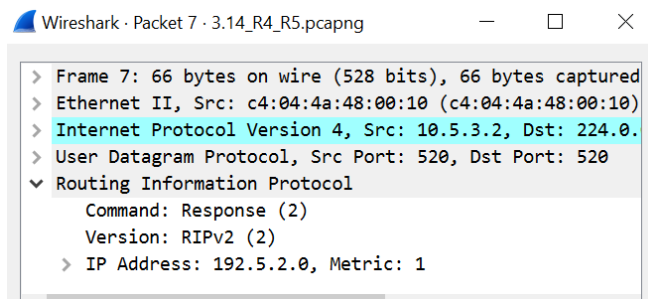 Wireshark · Packet 7 · 3.14_R4_R5.pcapng
Frame 7: 66 bytes on wire (528 bits), 66 bytes captured
Ethernet II, Src: c4:04:4a:48:00:10 (c4:04:4a:48:00:10)
Internet Protocol Version 4, Src: 10.5.3.2, Dst: 224.0.
User Datagram Protocol, Src Port: 520, Dst Port: 520
Routing Information Protocol
Command: Response (2)
Version: RIPv2 (2)
IP Address: 192.5.2.0, Metric: 1